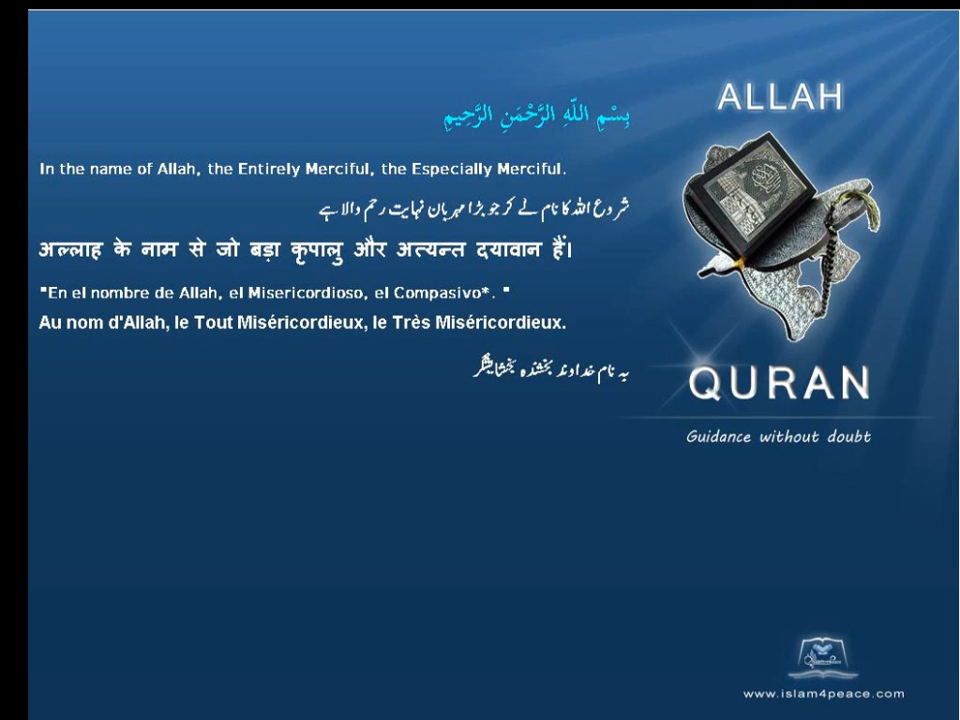 بِسْمِ اللّهِ الرَّحْمَنِ الرَّحِيمِ
In the name of Allah, the Entirely Merciful, the Especially Merciful.
شروع اللہ کا نام لے کر جو بڑا مہربان نہایت رحم والا ہے
अल्लाह के नाम से जो बड़ा कृपालु और अत्यन्त दयावान हैं।
"En el nombre de Allah, el Misericordioso, el Compasivo*. "
Au nom d'Allah, le Tout Miséricordieux, le Très Miséricordieux.
به نام خداوند بخشنده بخشایشگر
ALLAH
QURAN
Guidance without doubt
www.islam4peace.com